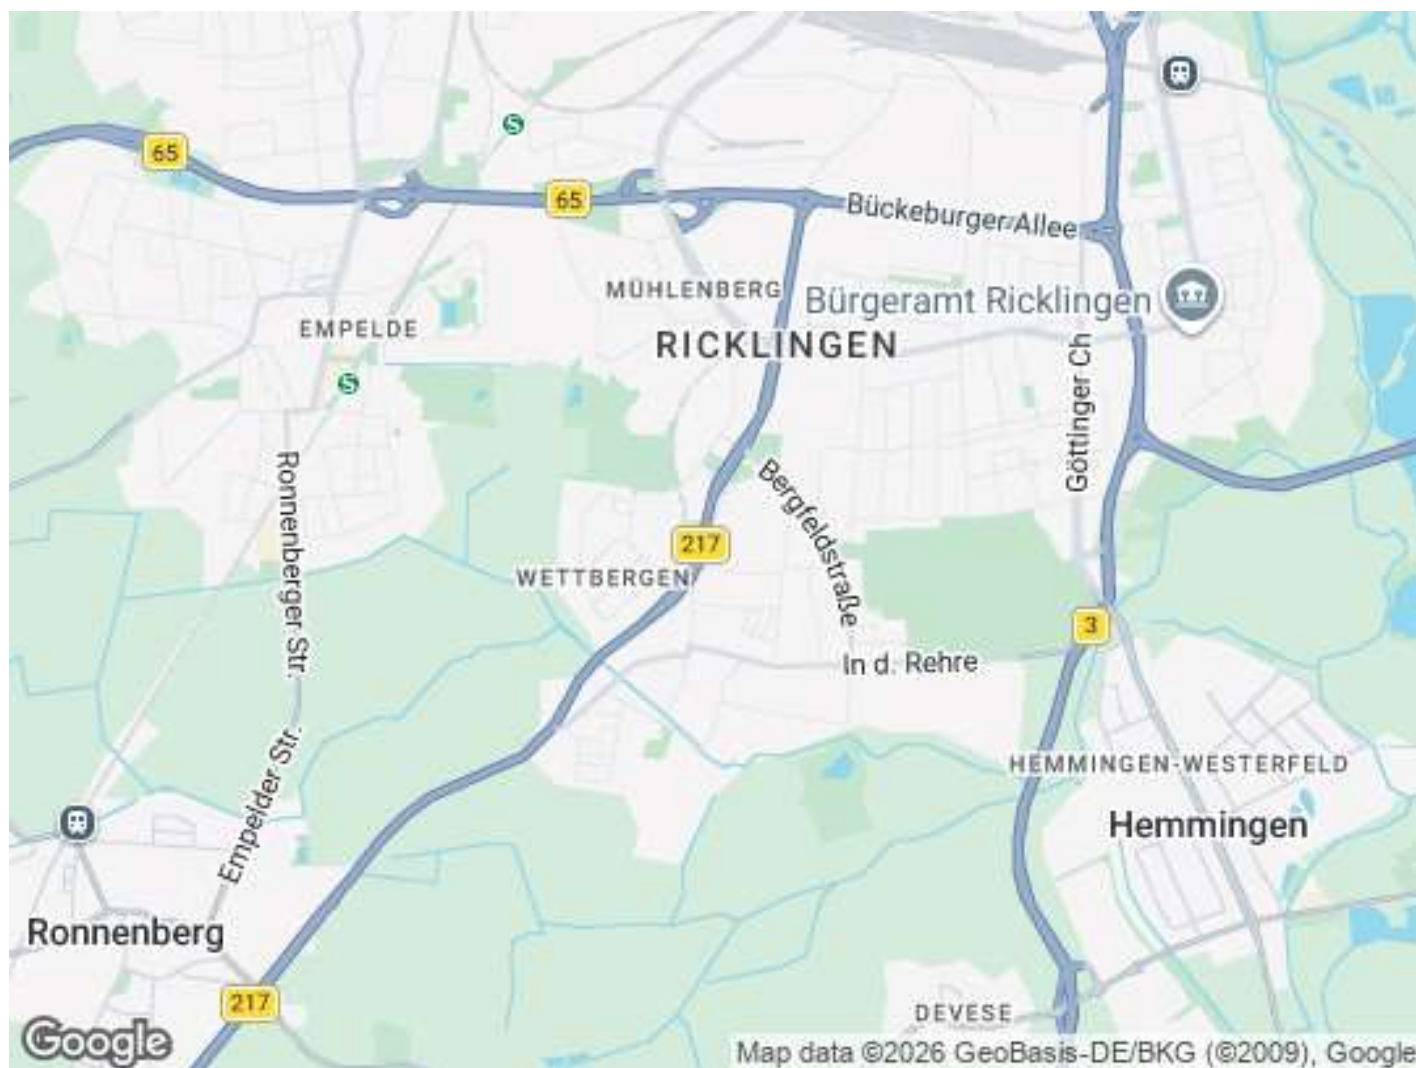 65
65
Bückeburger Allee
MÜHLENBERG
Bürgeramt Ricklingen
EMPELDE
RICKLINGEN
Göttinger Ch
Ronnenberger Str.
Bergfeldstraße
217
WETTBERGEN
3
In d. Rehre
Empelder Str.
HEMMINGEN-WESTERFELD
Hemmingen
Ronnenberg
217
DEVESE
Google
Map data ©2026 GeoBasis-DE/BKG (©2009), Google
S
S